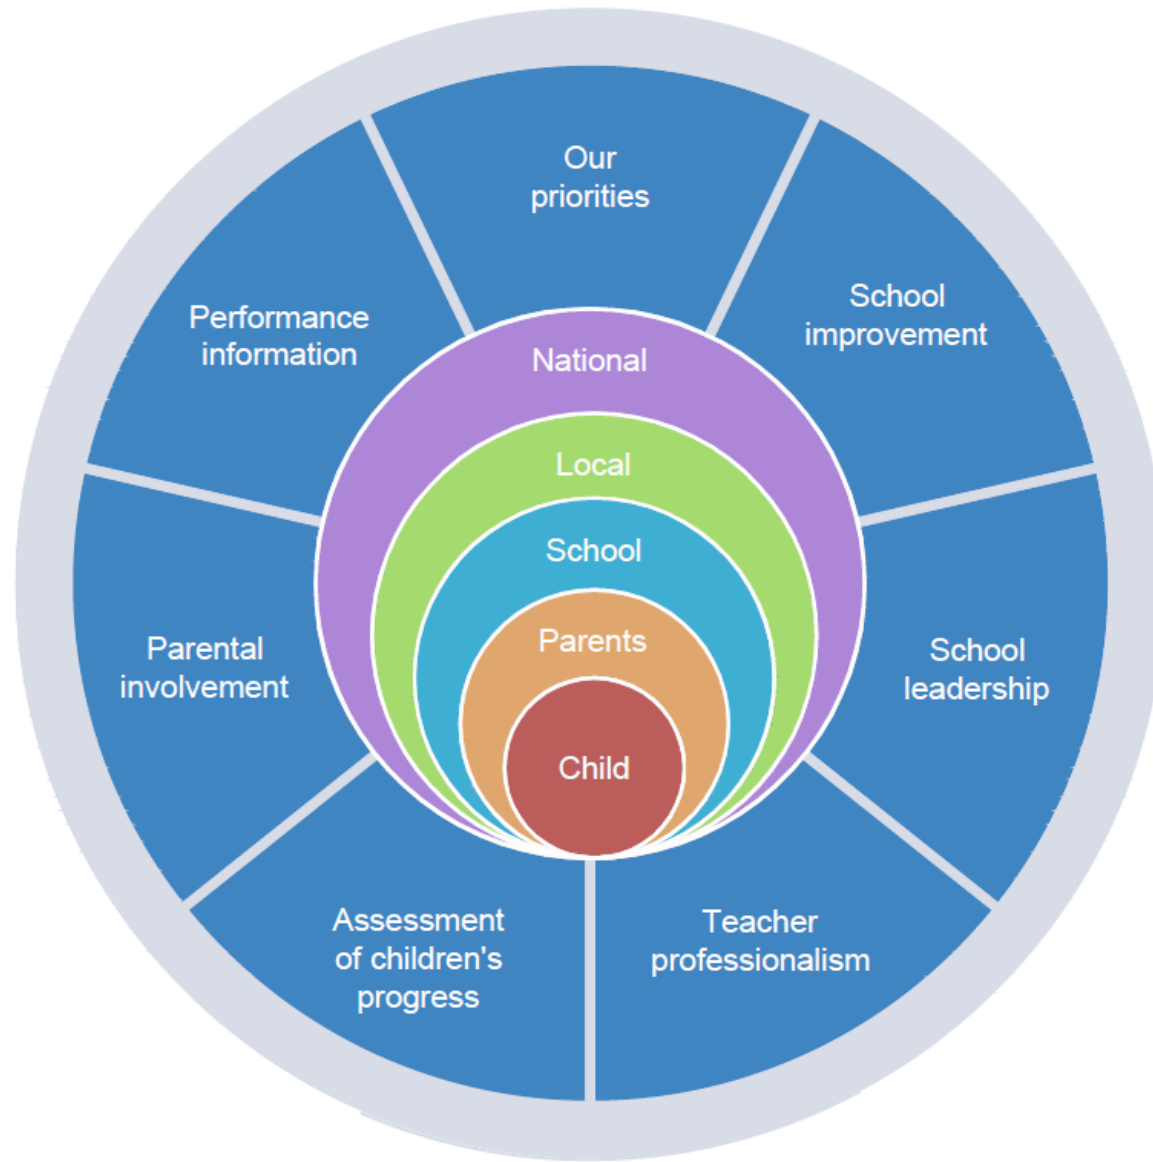 Our
priorities
School
improvement
School
leadership
Teacher
professionalism
Assessment
of children's
progress
Parental
involvement
Performance
information
National
Local
School
Parents
Child